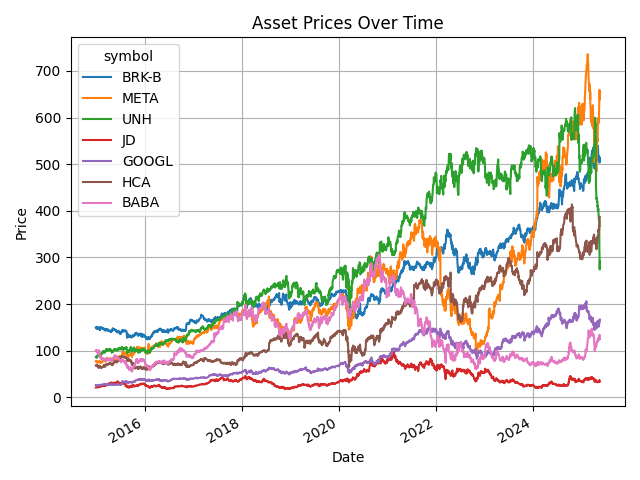 Asset Prices Over Time
symbol
BRK-B
META
UNH
JD
GOOGL
HCA
BABA
Price
700
600
500
400
300
200
100
0
2016
2018
2020
2022
2024
Date